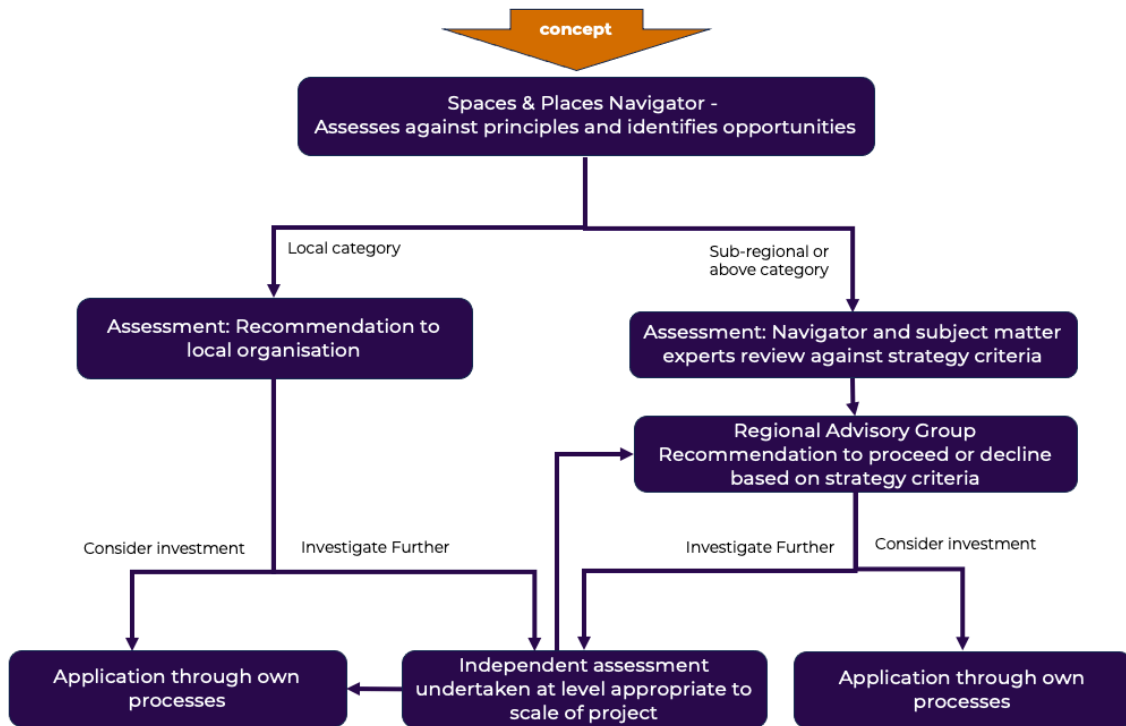 concept
Spaces & Places Navigator -
Assesses against principles and identifies opportunities
Local category
Sub-regional or
above category
Assessment: Recommendation to
local organisation
Assessment: Navigator and subject matter
experts review against strategy criteria
Regional Advisory Group
Recommendation to proceed or decline
based on strategy criteria
Consider investment
Investigate Further
Investigate Further
Consider investment
Application through own
processes
Independent assessment
undertaken at level appropriate to
scale of project
Application through own
processes